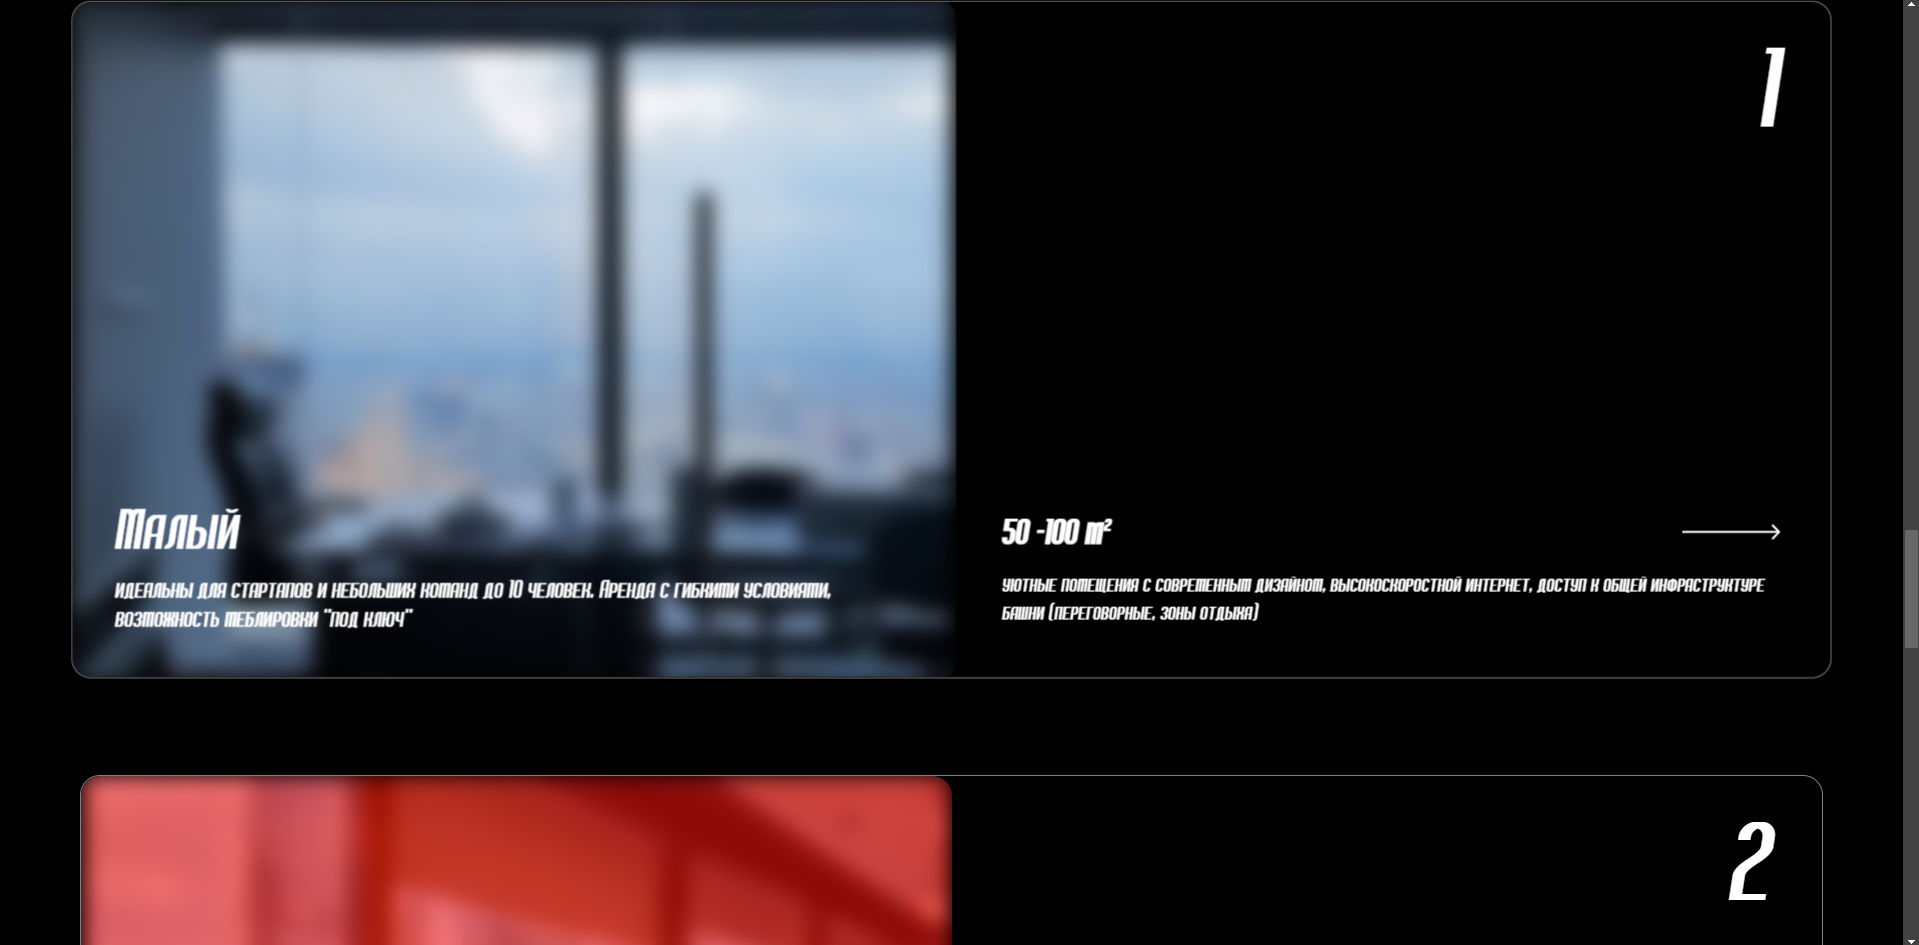 1
Малый
идеальны для стартапов и небольших команд до 10 человек. Аренда с гибкими условиями,
возможность меблировки "под ключ"
50 -100 m²
уютные помещения с современным дизайном, высокоскоростной интернет, доступ к общей инфраструктуре
башни (переговорные, зоны отдыха)
2